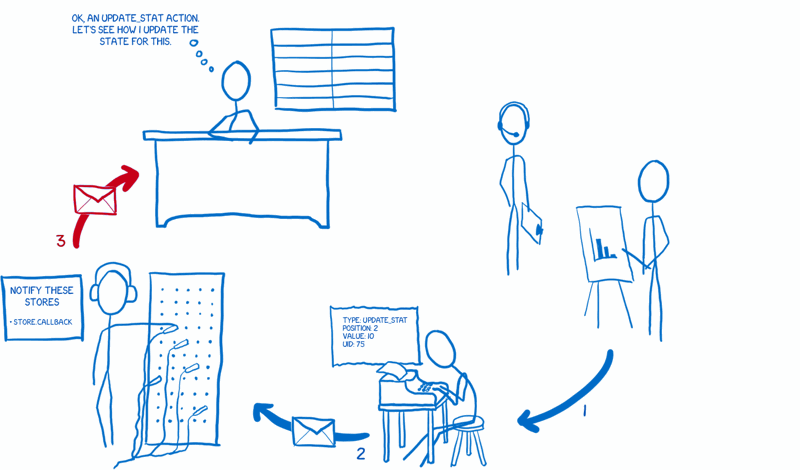 OK, AN UPDATE_STAT ACTION.
LET'S SEE HOW I UPDATE THE
STATE FOR THIS.
3
NOTIFY THESE
STORES
• STORE.CALLBACK
TYPE: UPDATE_STAT
POSITION: 2
VALUE: 10
UID: 75
1
2